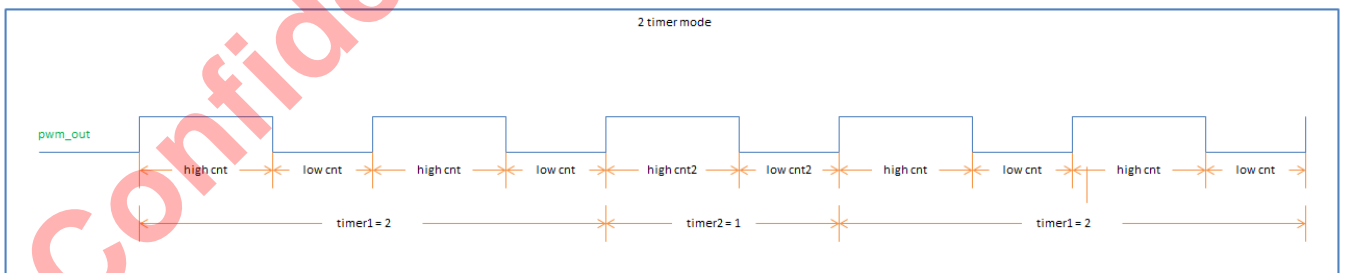 2 timer mode
pwm_out
high cnt low cnt high cnt low cnt high cnt2 low cnt2 high cnt low cnt high cnt low cnt
timer1 = 2 timer2 = 1 timer1 = 2
Confide